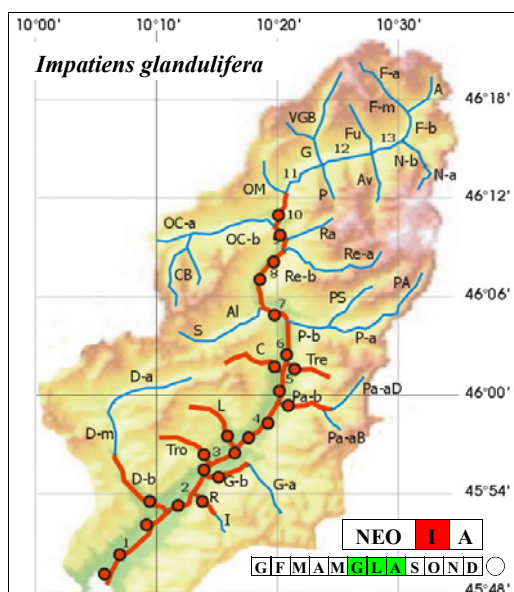 10°00' 10°10' 10°20' 10°30'
Impatiens glandulifera
F-a
A
46°18'
F-m
VGB
Fu
F-b
13
12
G
N-b
11
N-a
OM
P
Av
46°12'
10
OC-a
Ra
OC-b
9
Re-a
CB
8
Re-b
PA
PS
46°06'
Al
7
S
P-b
P-a
6
C
Tre
D-a
5
46°00'
Pa-aD
Pa-b
L
4
D-m
Pa-aB
Tro
3
D-b
G-b
G-a
2
R
45°54'
I
NEO I A
1
G F M A M G L A S O N D
45°48'